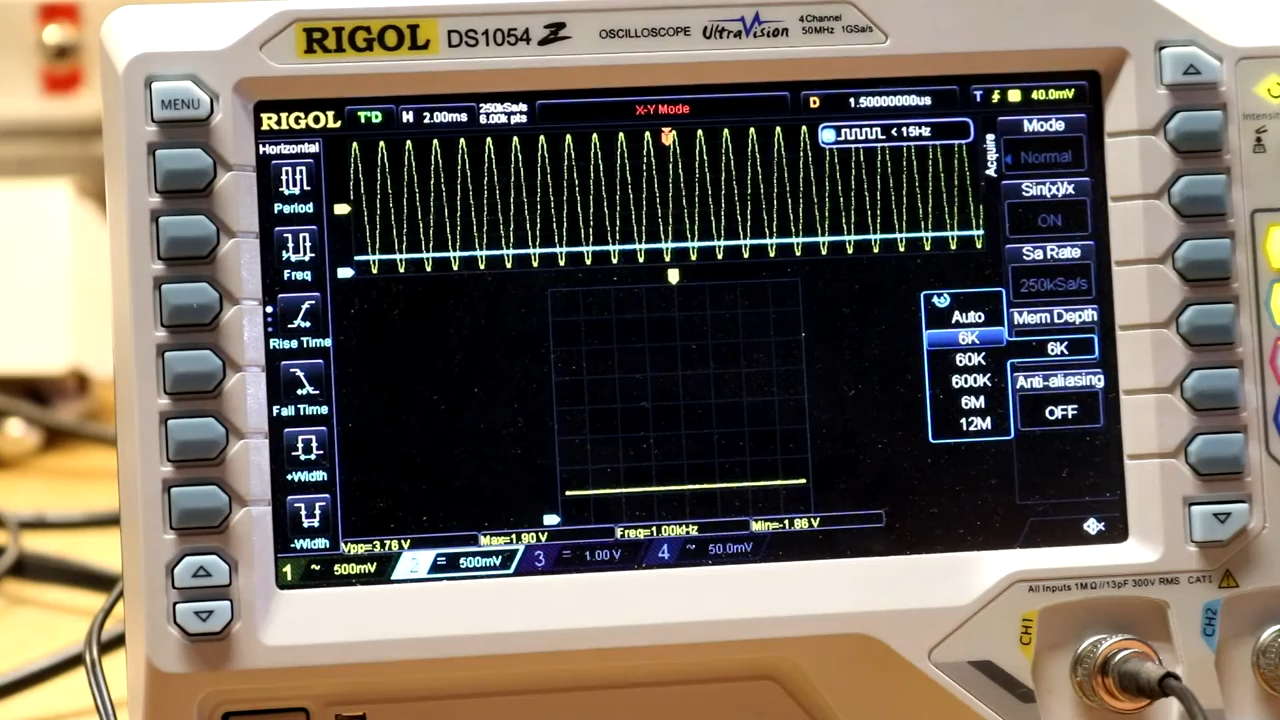 RIGOL DS1054 Z OSCILLOSCOPE UltraVision 4 Channel 50MHz 1GSa/s
MENU
RIGOL T'D H 2.00ms 250kSa/s 6.00k pts X-Y Mode D 1.50000000us T 40.0mV
Horizontal
Period
Freq
Rise Time
Fall Time
+Width
-Width
< 15Hz
Acquire
Mode
Normal
Sin(x)/x
ON
Sa Rate
250kSa/s
Mem Depth
6K
Anti-aliasing
OFF
Auto
6K
60K
600K
6M
12M
Vpp=3.76 V Max=1.90 V Freq=1.00kHz Min=-1.86 V
1 ~ 500mV 2 = 500mV 3 = 1.00 V 4 ~ 50.0mV
All Inputs 1MΩ//13pF 300V RMS CAT I
CH1
CH2